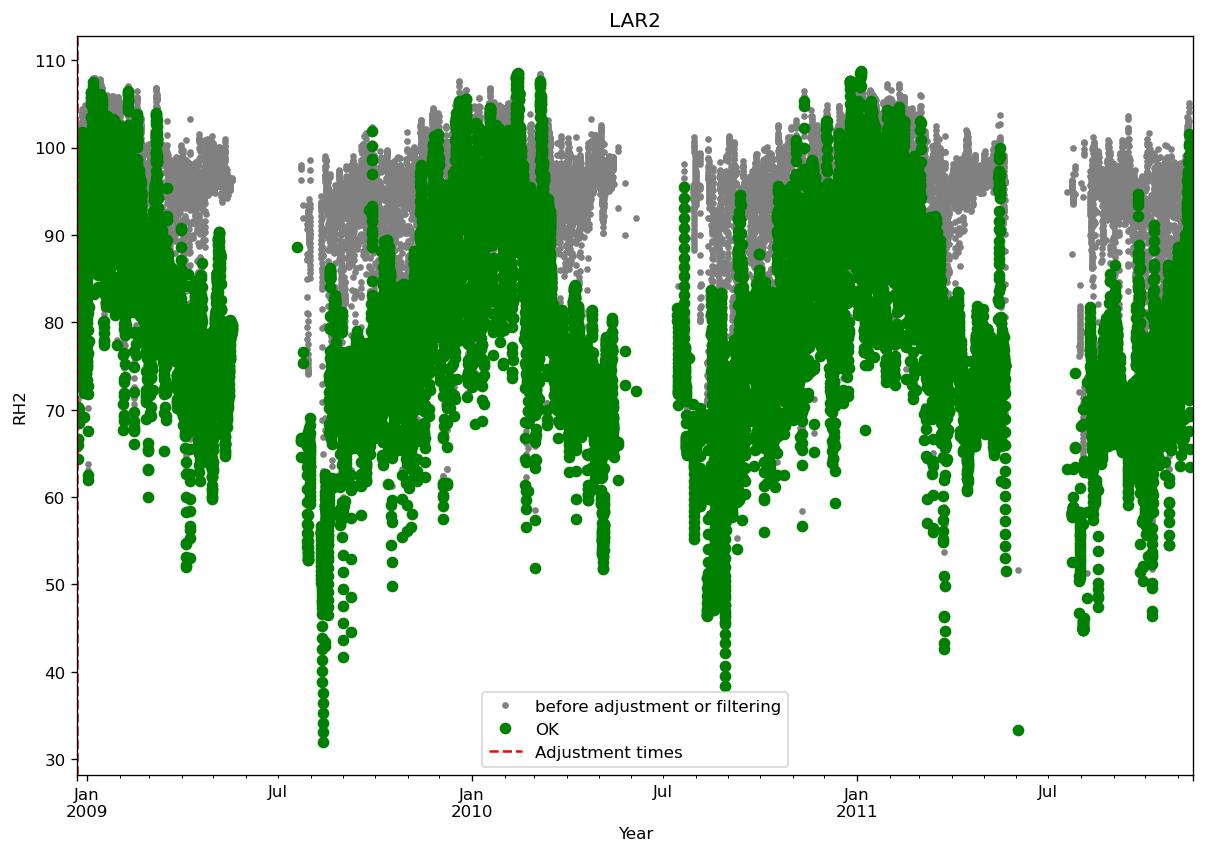 LAR2
110
100
90
80
70
60
50
40
30
RH2
before adjustment or filtering
OK
Adjustment times
Jan Jul Jan Jul Jan Jul
2009 2010 2011
Year